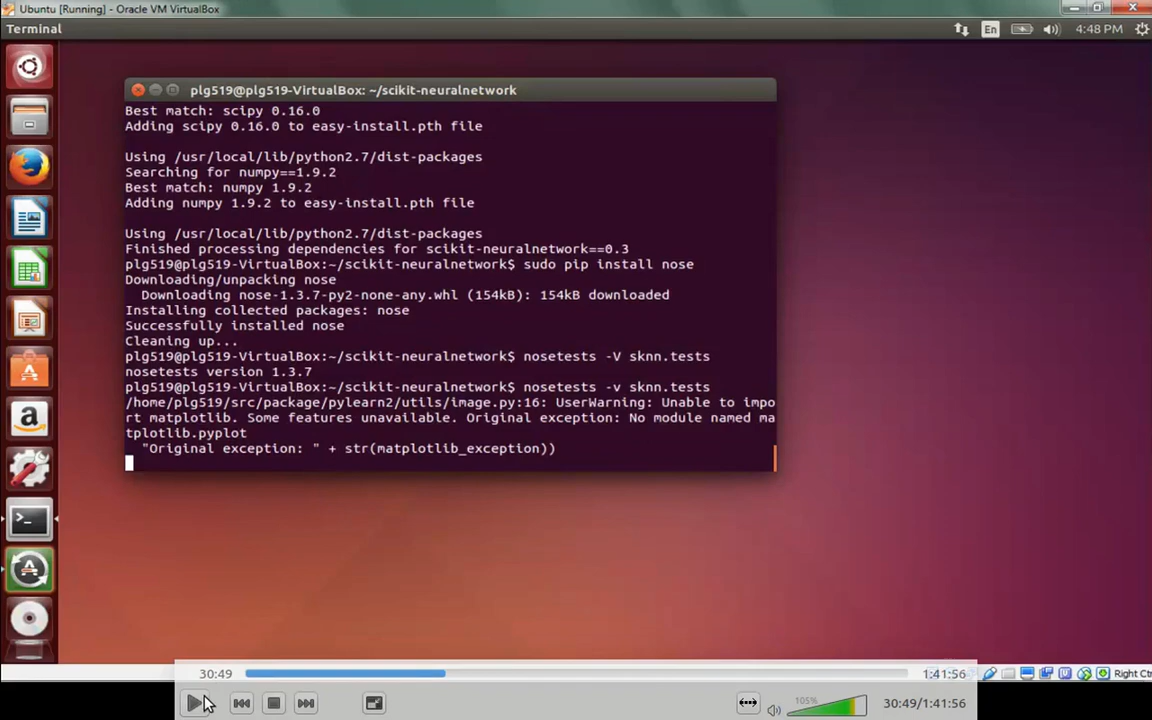 Ubuntu [Running] - Oracle VM VirtualBox
Terminal
En
4:48 PM
plg519@plg519-VirtualBox: ~/scikit-neuralnetwork
Best match: scipy 0.16.0
Adding scipy 0.16.0 to easy-install.pth file
Using /usr/local/lib/python2.7/dist-packages
Searching for numpy==1.9.2
Best match: numpy 1.9.2
Adding numpy 1.9.2 to easy-install.pth file
Using /usr/local/lib/python2.7/dist-packages
Finished processing dependencies for scikit-neuralnetwork==0.3
plg519@plg519-VirtualBox:~/scikit-neuralnetwork$ sudo pip install nose
Downloading/unpacking nose
  Downloading nose-1.3.7-py2-none-any.whl (154kB): 154kB downloaded
Installing collected packages: nose
Successfully installed nose
Cleaning up...
plg519@plg519-VirtualBox:~/scikit-neuralnetwork$ nosetests -V sknn.tests
nosetests version 1.3.7
plg519@plg519-VirtualBox:~/scikit-neuralnetwork$ nosetests -v sknn.tests
/home/plg519/src/package/pylearn2/utils/image.py:16: UserWarning: Unable to impo
rt matplotlib. Some features unavailable. Original exception: No module named ma
tplotlib.pyplot
  "Original exception: " + str(matplotlib_exception))
30:49
1:41:56
Right Ctr
105%
30:49/1:41:56